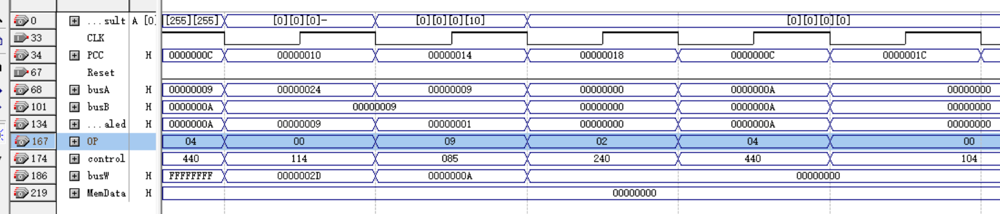 0 ...sult A [0] [255][255] [0][0][0]- [0][0][0][10] [0][0][0][0]
33 CLK
34 PCC H 0000000C 00000010 00000014 00000018 0000000C 0000001C
67 Reset
68 busA H 00000009 00000024 00000009 00000000 0000000A 00000000
101 busB H 0000000A 00000009 00000000 0000000A 00000000
134 ...aled H 0000000A 00000009 00000001 00000000 0000000A 00000000
167 OP 04 00 09 02 04 00
174 control 440 114 085 240 440 104
186 busW H FFFFFFFF 0000002D 0000000A 00000000
219 MemData H 00000000